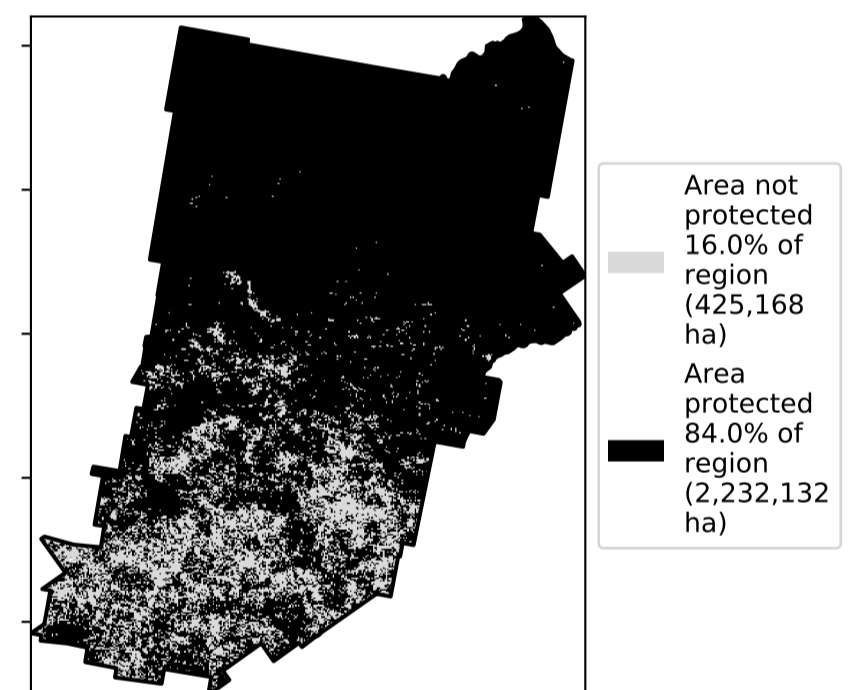 Area not
protected
16.0% of
region
(425,168
ha)
Area
protected
84.0% of
region
(2,232,132
ha)